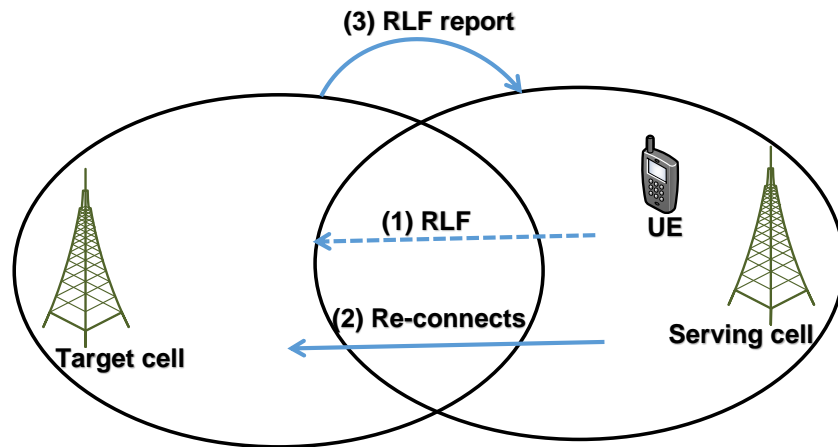 (3) RLF report
(1) RLF
UE
(2) Re-connects
Serving cell
Target cell